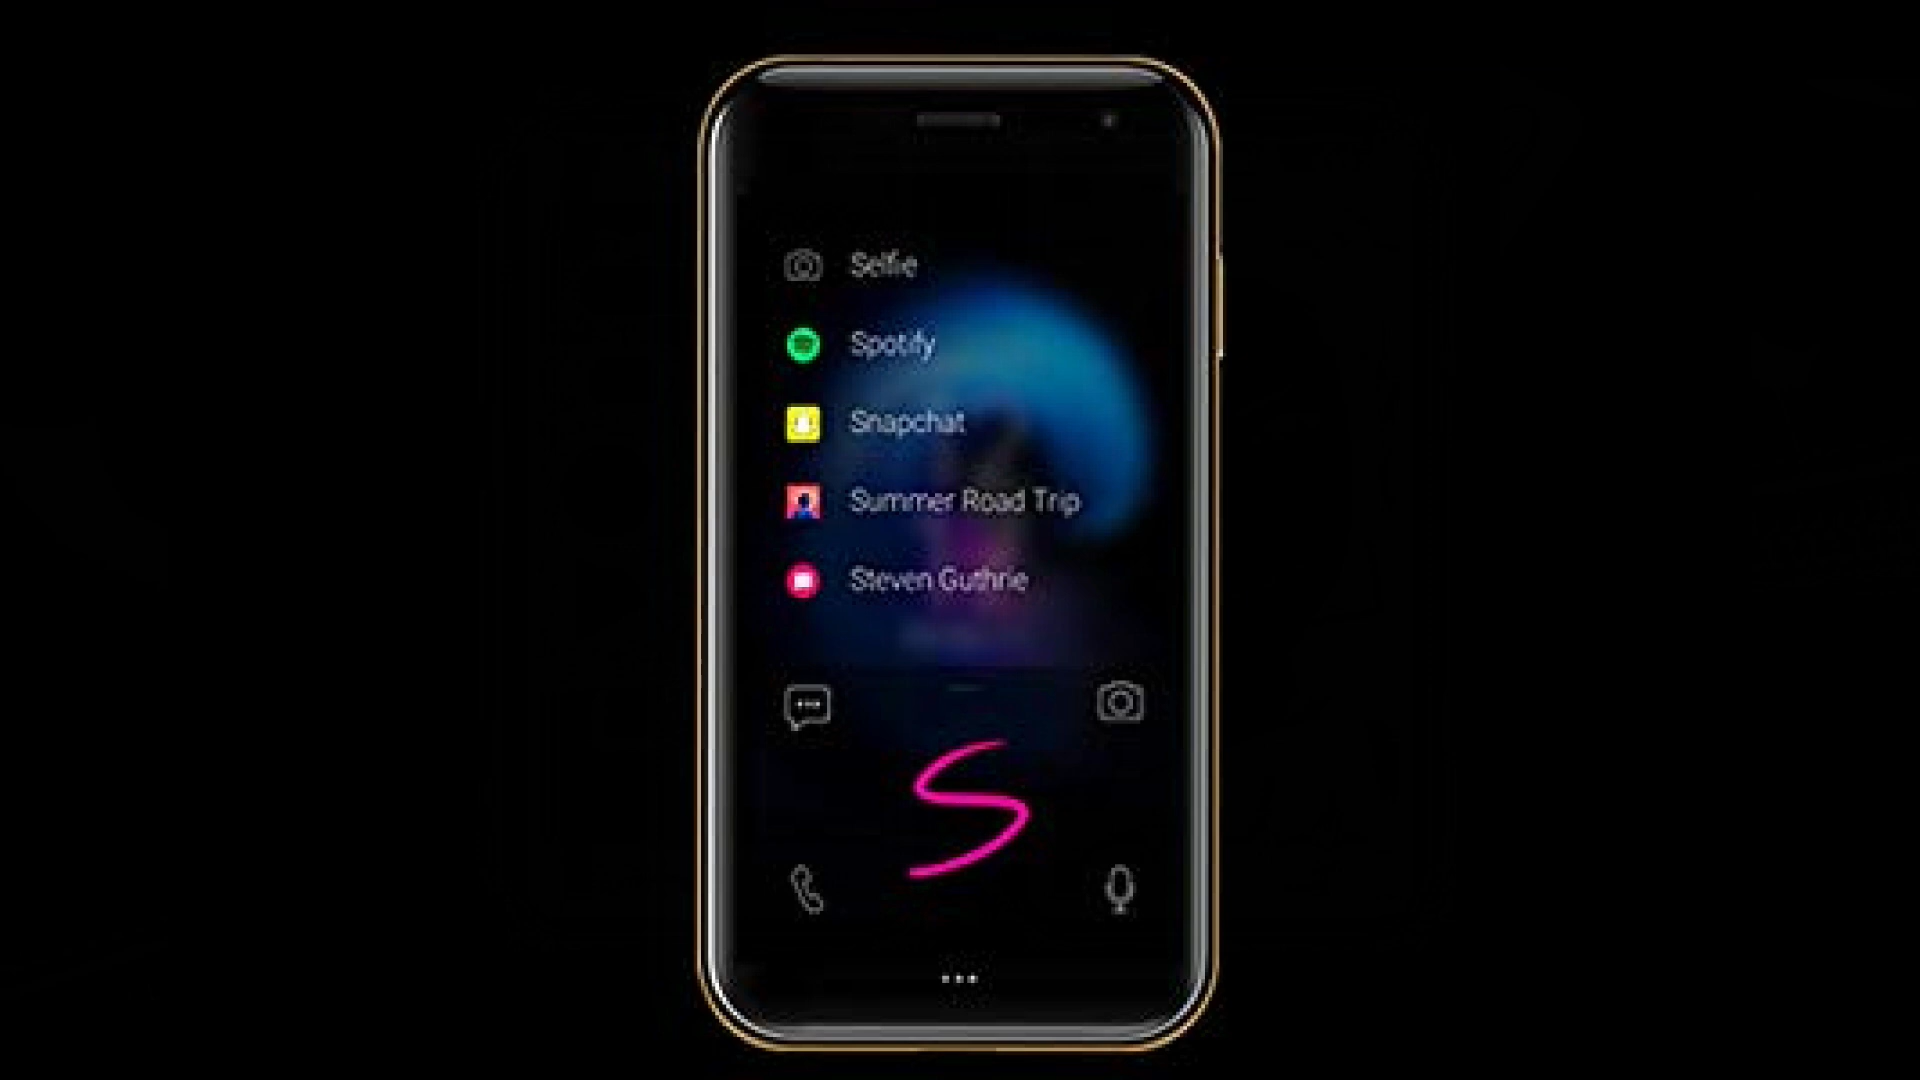 Selfie
Spotify
Snapchat
Summer Road Trip
Steven Guthrie
S